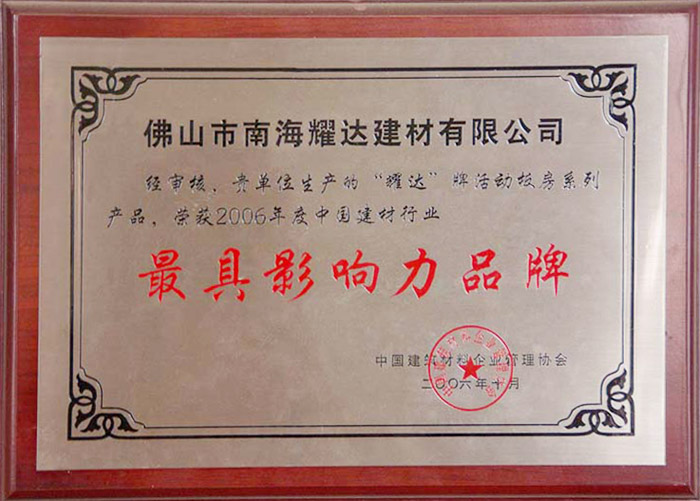 佛山市南海耀达建材有限公司
经审核，贵单位生产的“耀达”牌活动板房系列
产品，荣获2006年度中国建材行业
最具影响力品牌
中国建筑材料企业管理协会
二〇〇六年十月